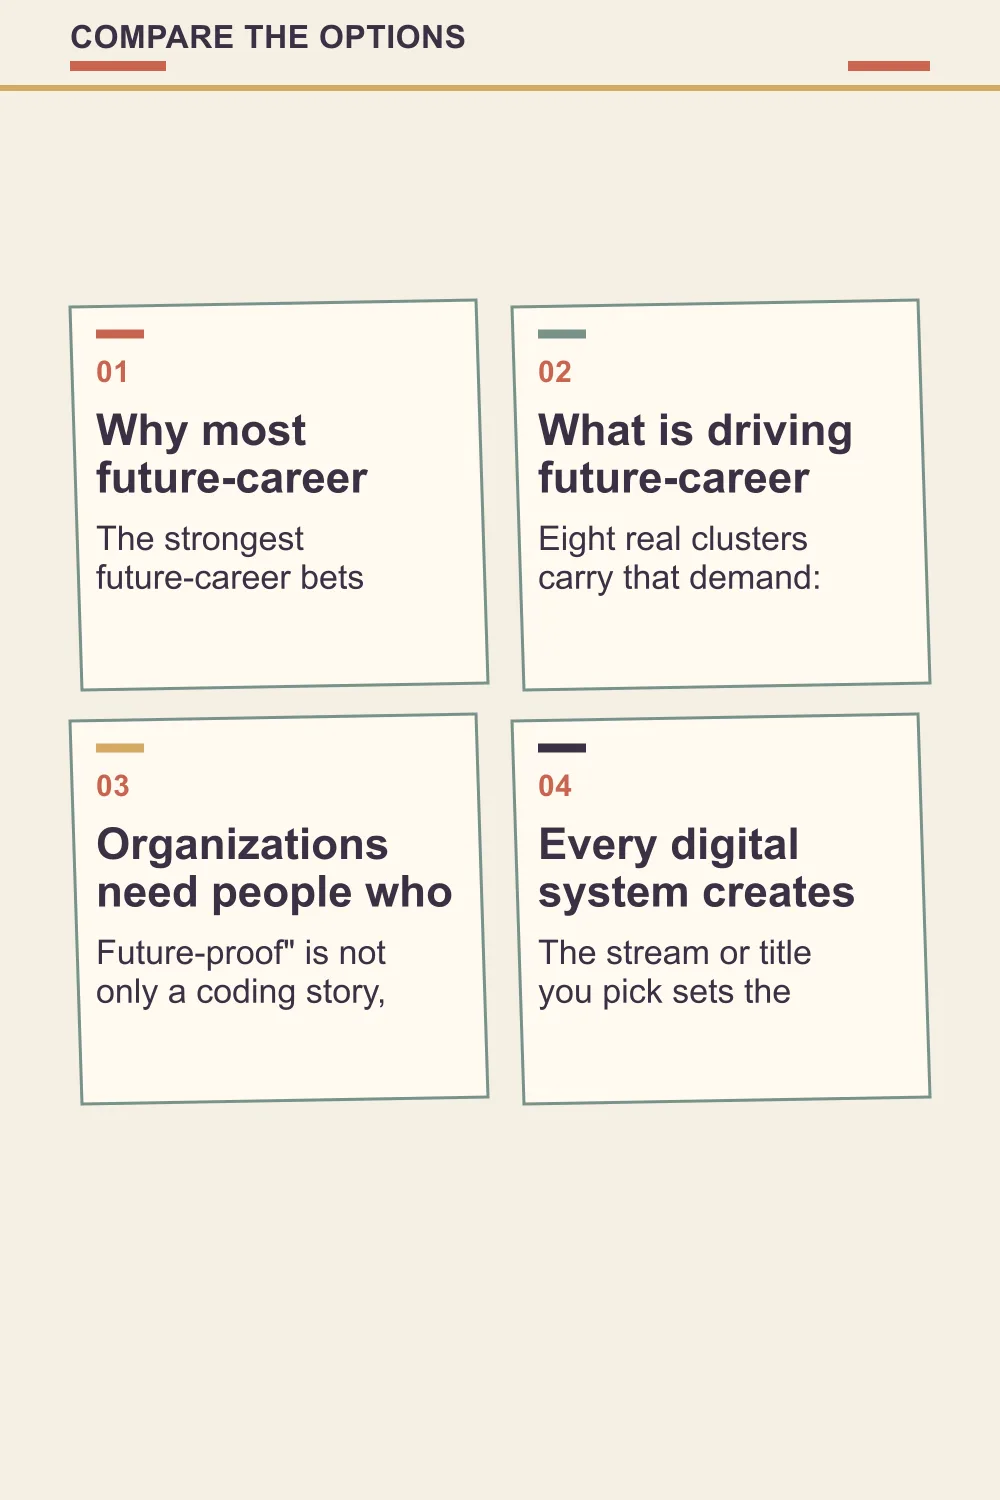 COMPARE THE OPTIONS
01
Why most
future-career
The strongest
future-career bets
02
What is driving
future-career
Eight real clusters
carry that demand:
03
Organizations
need people who
Future-proof" is not
only a coding story,
04
Every digital
system creates
The stream or title
you pick sets the